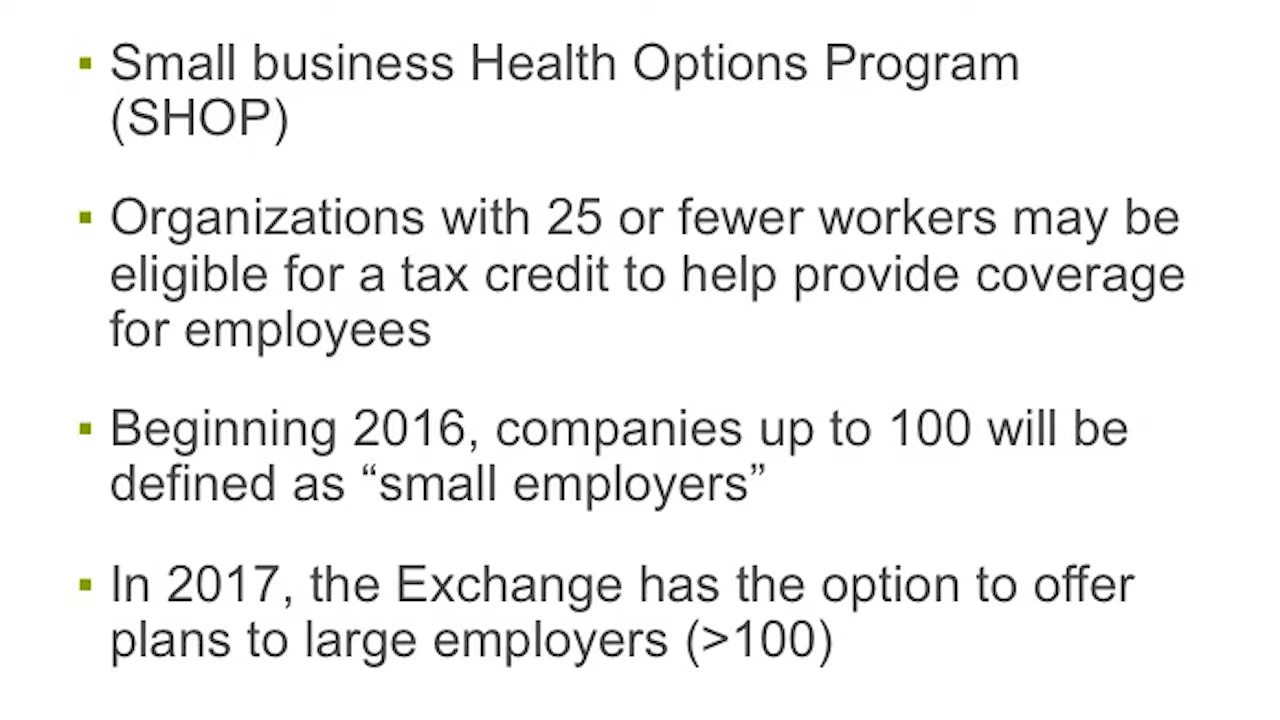 ▪ Small business Health Options Program
(SHOP)
▪ Organizations with 25 or fewer workers may be
eligible for a tax credit to help provide coverage
for employees
▪ Beginning 2016, companies up to 100 will be
defined as “small employers”
▪ In 2017, the Exchange has the option to offer
plans to large employers (>100)